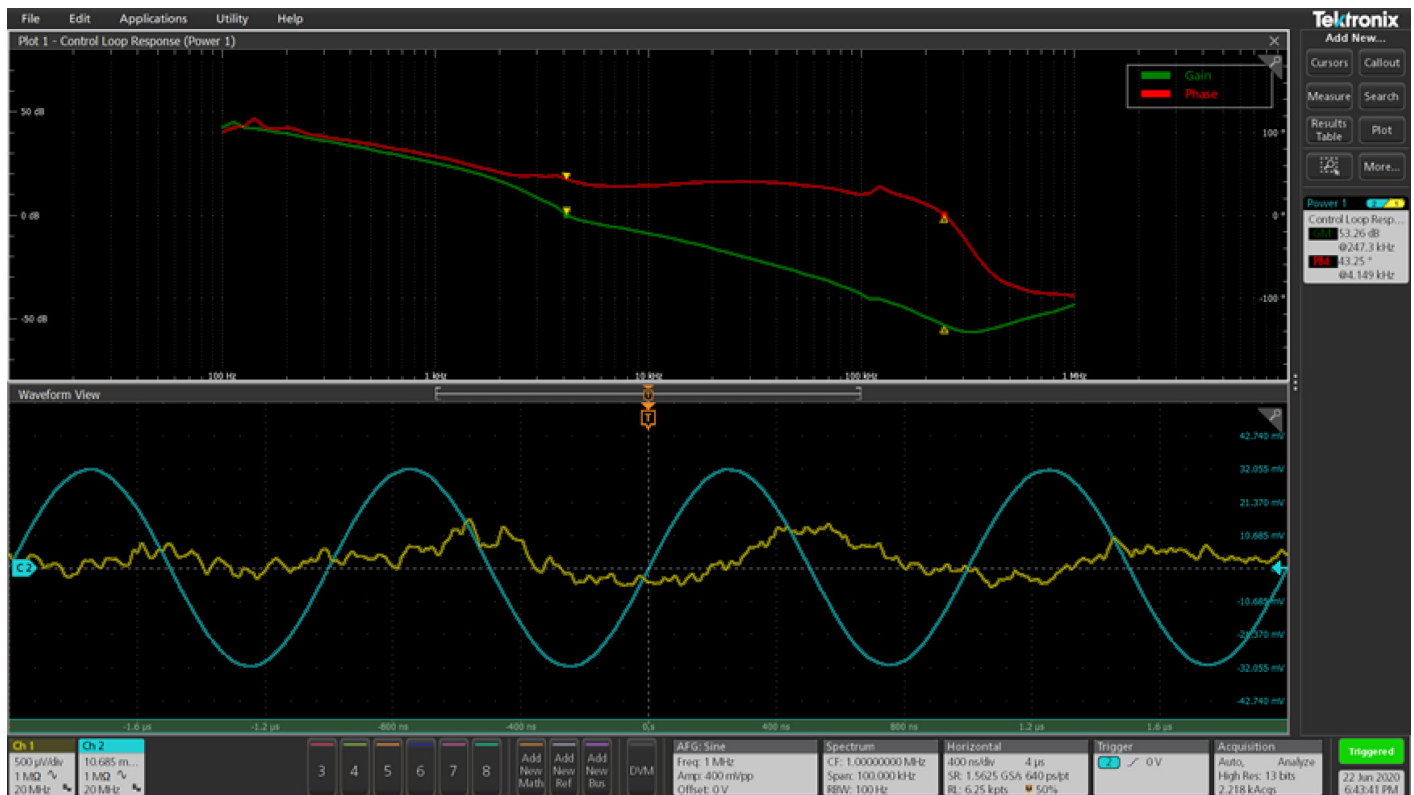 File Edit Applications Utility Help
Tektronix
Plot 1 - Control Loop Response (Power 1)
Gain
Phase
50 dB
0 dB
-50 dB
100 °
0 °
-100 °
100 Hz 1 kHz 10 kHz 100 kHz 1 MHz
Add New...
Cursors Callout
Measure Search
Results Table Plot
More...
Power 1 2 1
Control Loop Resp...
GM 53.26 dB
@247.3 kHz
PM 43.25 °
@4.149 kHz
Waveform View
T
T
C 2
42.740 mV
32.055 mV
21.370 mV
10.685 mV
-10.685 mV
-21.370 mV
-32.055 mV
-42.740 mV
-1.6 µs -1.2 µs -800 ns -400 ns 0 s 400 ns 800 ns 1.2 µs 1.6 µs
Ch 1
500 µV/div
1 MΩ
20 MHz
Ch 2
10.685 m...
1 MΩ
20 MHz
3 4 5 6 7 8
Add New Math
Add New Ref
Add New Bus
DVM
AFG: Sine
Freq: 1 MHz
Amp: 400 mVpp
Offset: 0 V
Spectrum
CF: 1.00000000 MHz
Span: 100.000 kHz
RBW: 100 Hz
Horizontal
400 ns/div 4 µs
SR: 1.5625 GSA 640 ps/pt
RL: 6.25 kpts 50%
Trigger
2 0 V
Acquisition
Auto, Analyze
High Res: 13 bits
2.218 kAcqs
Triggered
22 Jun 2020
6:43:41 PM